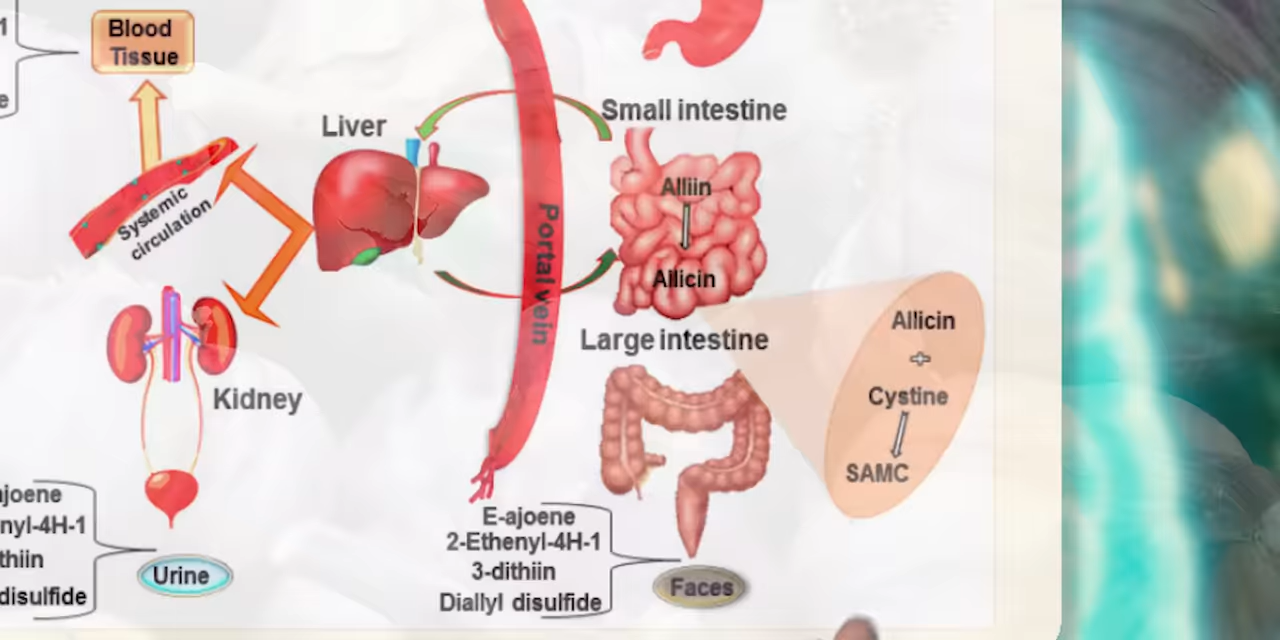 1
e
Blood
Tissue
Systemic
circulation
Liver
Portal vein
Small intestine
Alliin
Allicin
Large intestine
Allicin
+
Cystine
SAMC
Kidney
ajoene
nyl-4H-1
thiin
disulfide
Urine
E-ajoene
2-Ethenyl-4H-1
3-dithiin
Diallyl disulfide
Faces